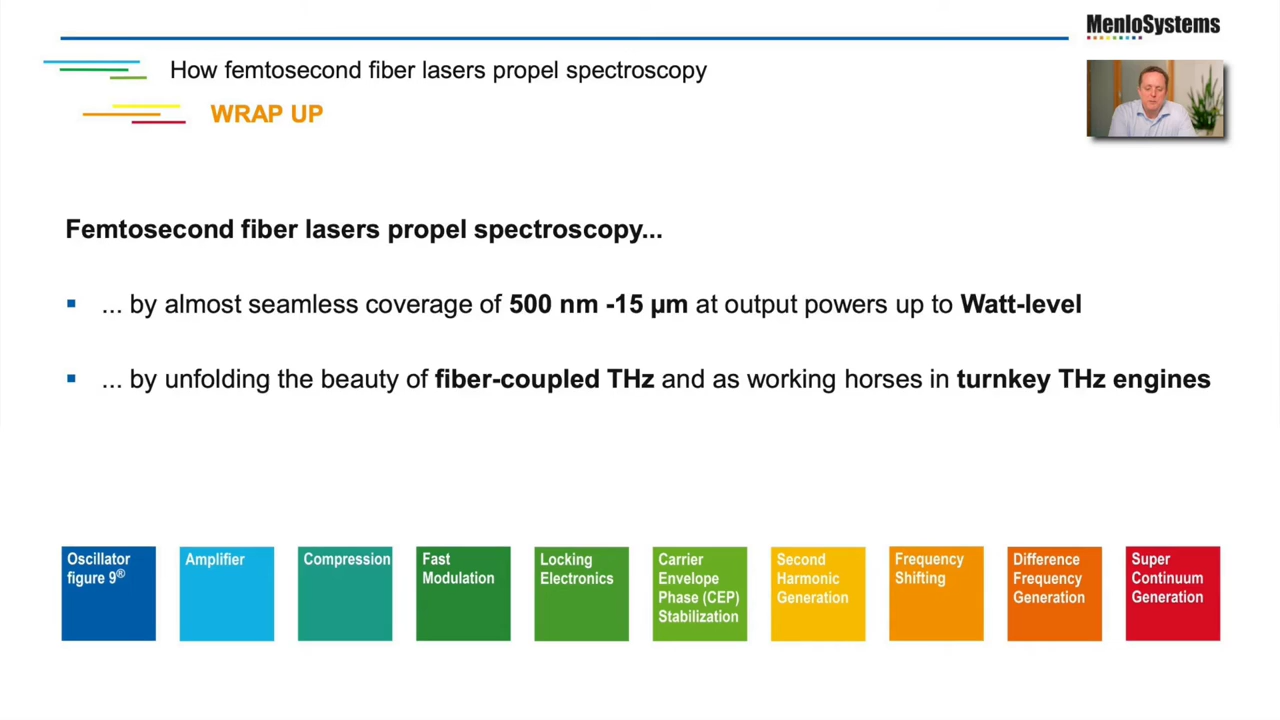 MenloSystems
How femtosecond fiber lasers propel spectroscopy
WRAP UP
Femtosecond fiber lasers propel spectroscopy...
▪ ... by almost seamless coverage of 500 nm -15 µm at output powers up to Watt-level
▪ ... by unfolding the beauty of fiber-coupled THz and as working horses in turnkey THz engines
Oscillator
figure 9®
Amplifier
Compression
Fast
Modulation
Locking
Electronics
Carrier
Envelope
Phase (CEP)
Stabilization
Second
Harmonic
Generation
Frequency
Shifting
Difference
Frequency
Generation
Super
Continuum
Generation